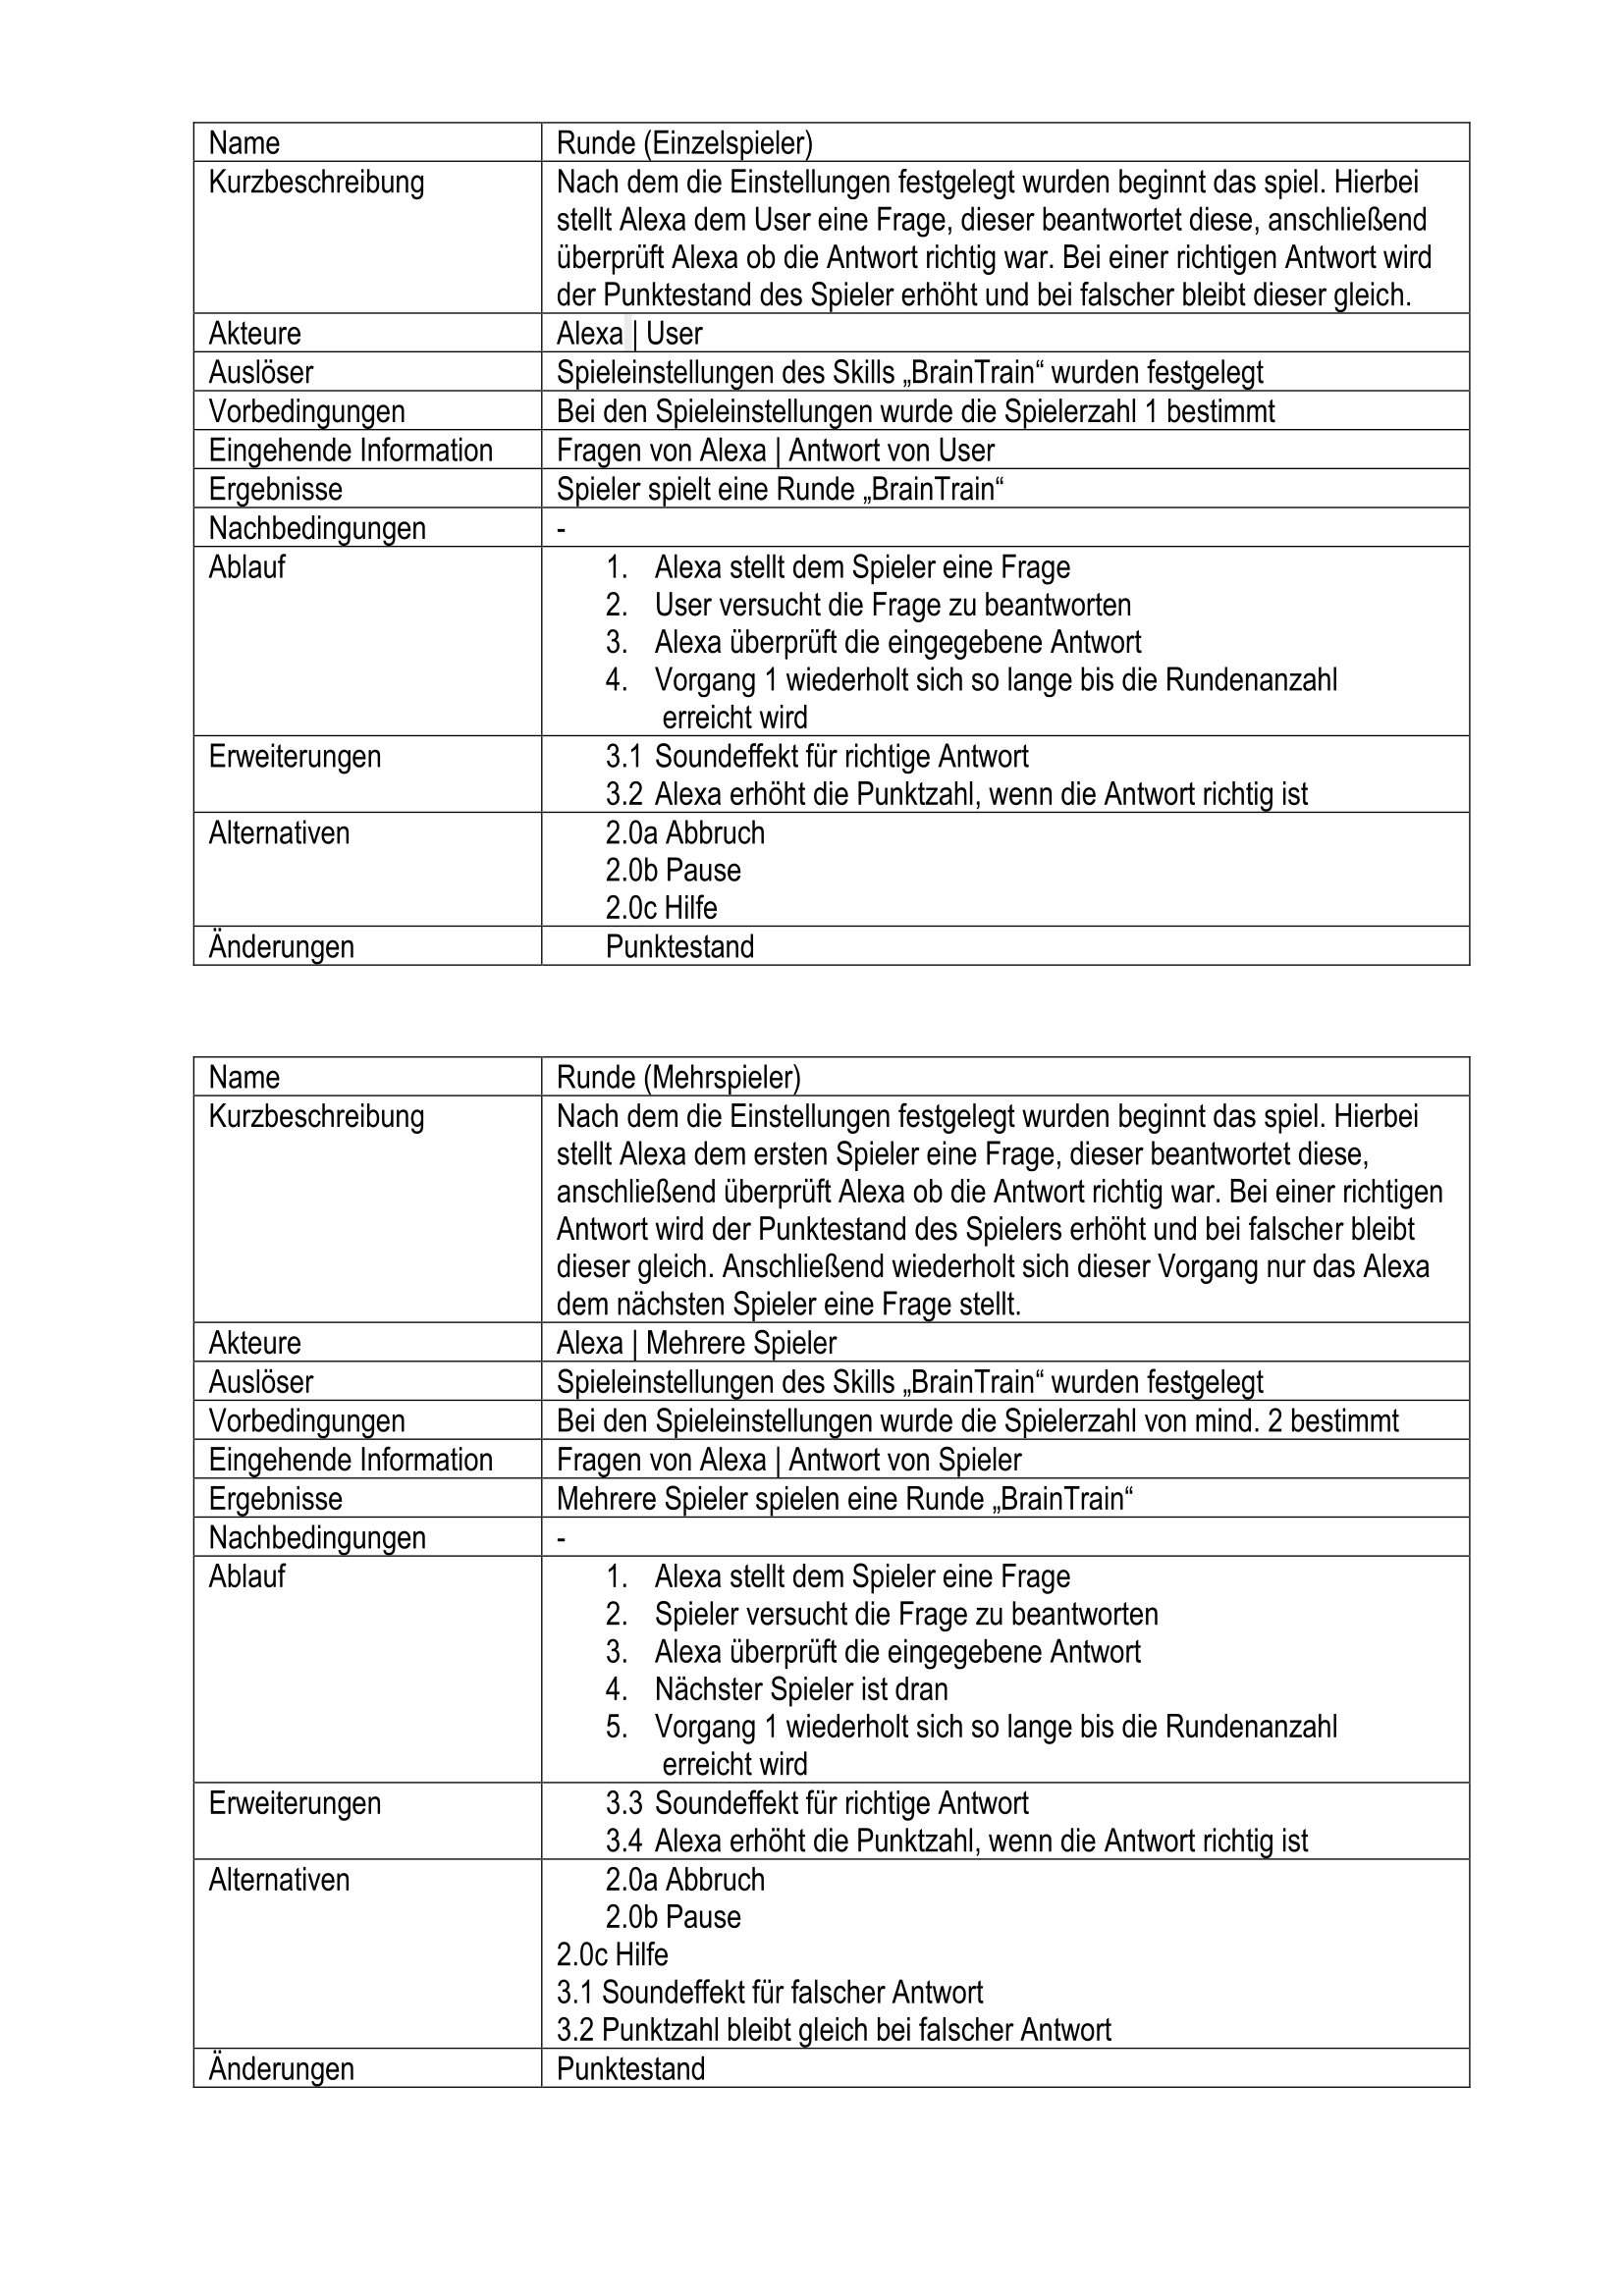 Name Runde (Einzelspieler)
Kurzbeschreibung Nach dem die Einstellungen festgelegt wurden beginnt das spiel. Hierbei
stellt Alexa dem User eine Frage, dieser beantwortet diese, anschließend
überprüft Alexa ob die Antwort richtig war. Bei einer richtigen Antwort wird
der Punktestand des Spieler erhöht und bei falscher bleibt dieser gleich.
Akteure Alexa | User
Auslöser Spieleinstellungen des Skills „BrainTrain“ wurden festgelegt
Vorbedingungen Bei den Spieleinstellungen wurde die Spielerzahl 1 bestimmt
Eingehende Information Fragen von Alexa | Antwort von User
Ergebnisse Spieler spielt eine Runde „BrainTrain“
Nachbedingungen -
Ablauf 1. Alexa stellt dem Spieler eine Frage
2. User versucht die Frage zu beantworten
3. Alexa überprüft die eingegebene Antwort
4. Vorgang 1 wiederholt sich so lange bis die Rundenanzahl
erreicht wird
Erweiterungen 3.1 Soundeffekt für richtige Antwort
3.2 Alexa erhöht die Punktzahl, wenn die Antwort richtig ist
Alternativen 2.0a Abbruch
2.0b Pause
2.0c Hilfe
Änderungen Punktestand
Name Runde (Mehrspieler)
Kurzbeschreibung Nach dem die Einstellungen festgelegt wurden beginnt das spiel. Hierbei
stellt Alexa dem ersten Spieler eine Frage, dieser beantwortet diese,
anschließend überprüft Alexa ob die Antwort richtig war. Bei einer richtigen
Antwort wird der Punktestand des Spielers erhöht und bei falscher bleibt
dieser gleich. Anschließend wiederholt sich dieser Vorgang nur das Alexa
dem nächsten Spieler eine Frage stellt.
Akteure Alexa | Mehrere Spieler
Auslöser Spieleinstellungen des Skills „BrainTrain“ wurden festgelegt
Vorbedingungen Bei den Spieleinstellungen wurde die Spielerzahl von mind. 2 bestimmt
Eingehende Information Fragen von Alexa | Antwort von Spieler
Ergebnisse Mehrere Spieler spielen eine Runde „BrainTrain“
Nachbedingungen -
Ablauf 1. Alexa stellt dem Spieler eine Frage
2. Spieler versucht die Frage zu beantworten
3. Alexa überprüft die eingegebene Antwort
4. Nächster Spieler ist dran
5. Vorgang 1 wiederholt sich so lange bis die Rundenanzahl
erreicht wird
Erweiterungen 3.3 Soundeffekt für richtige Antwort
3.4 Alexa erhöht die Punktzahl, wenn die Antwort richtig ist
Alternativen 2.0a Abbruch
2.0b Pause
2.0c Hilfe
3.1 Soundeffekt für falscher Antwort
3.2 Punktzahl bleibt gleich bei falscher Antwort
Änderungen Punktestand